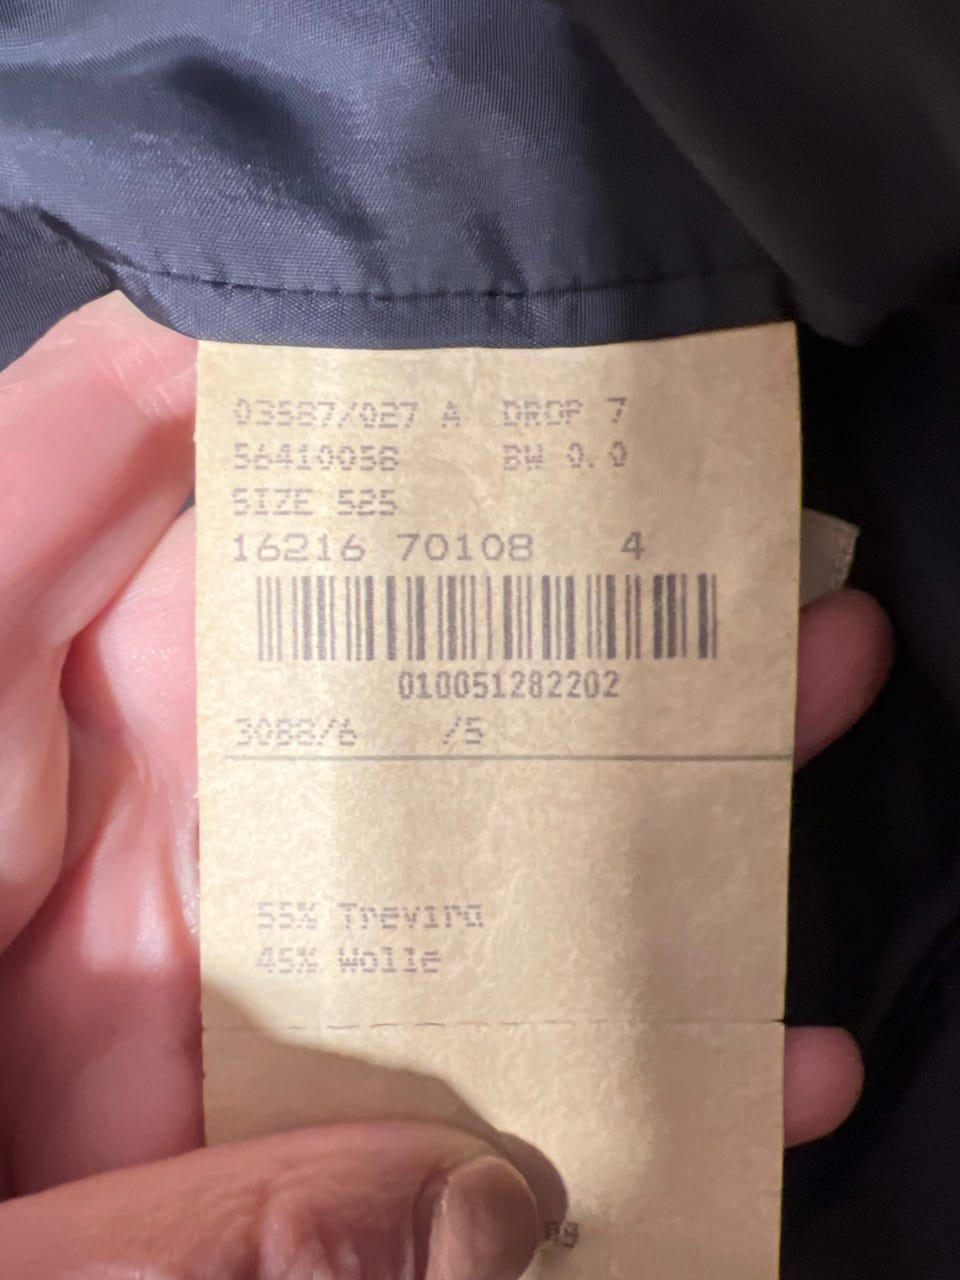 03587/027 A DROP 7
56410058 BW 0.0
SIZE 525
16216 70108 4
010051282202
3088/6 /5
55% Trevira
45% Wolle